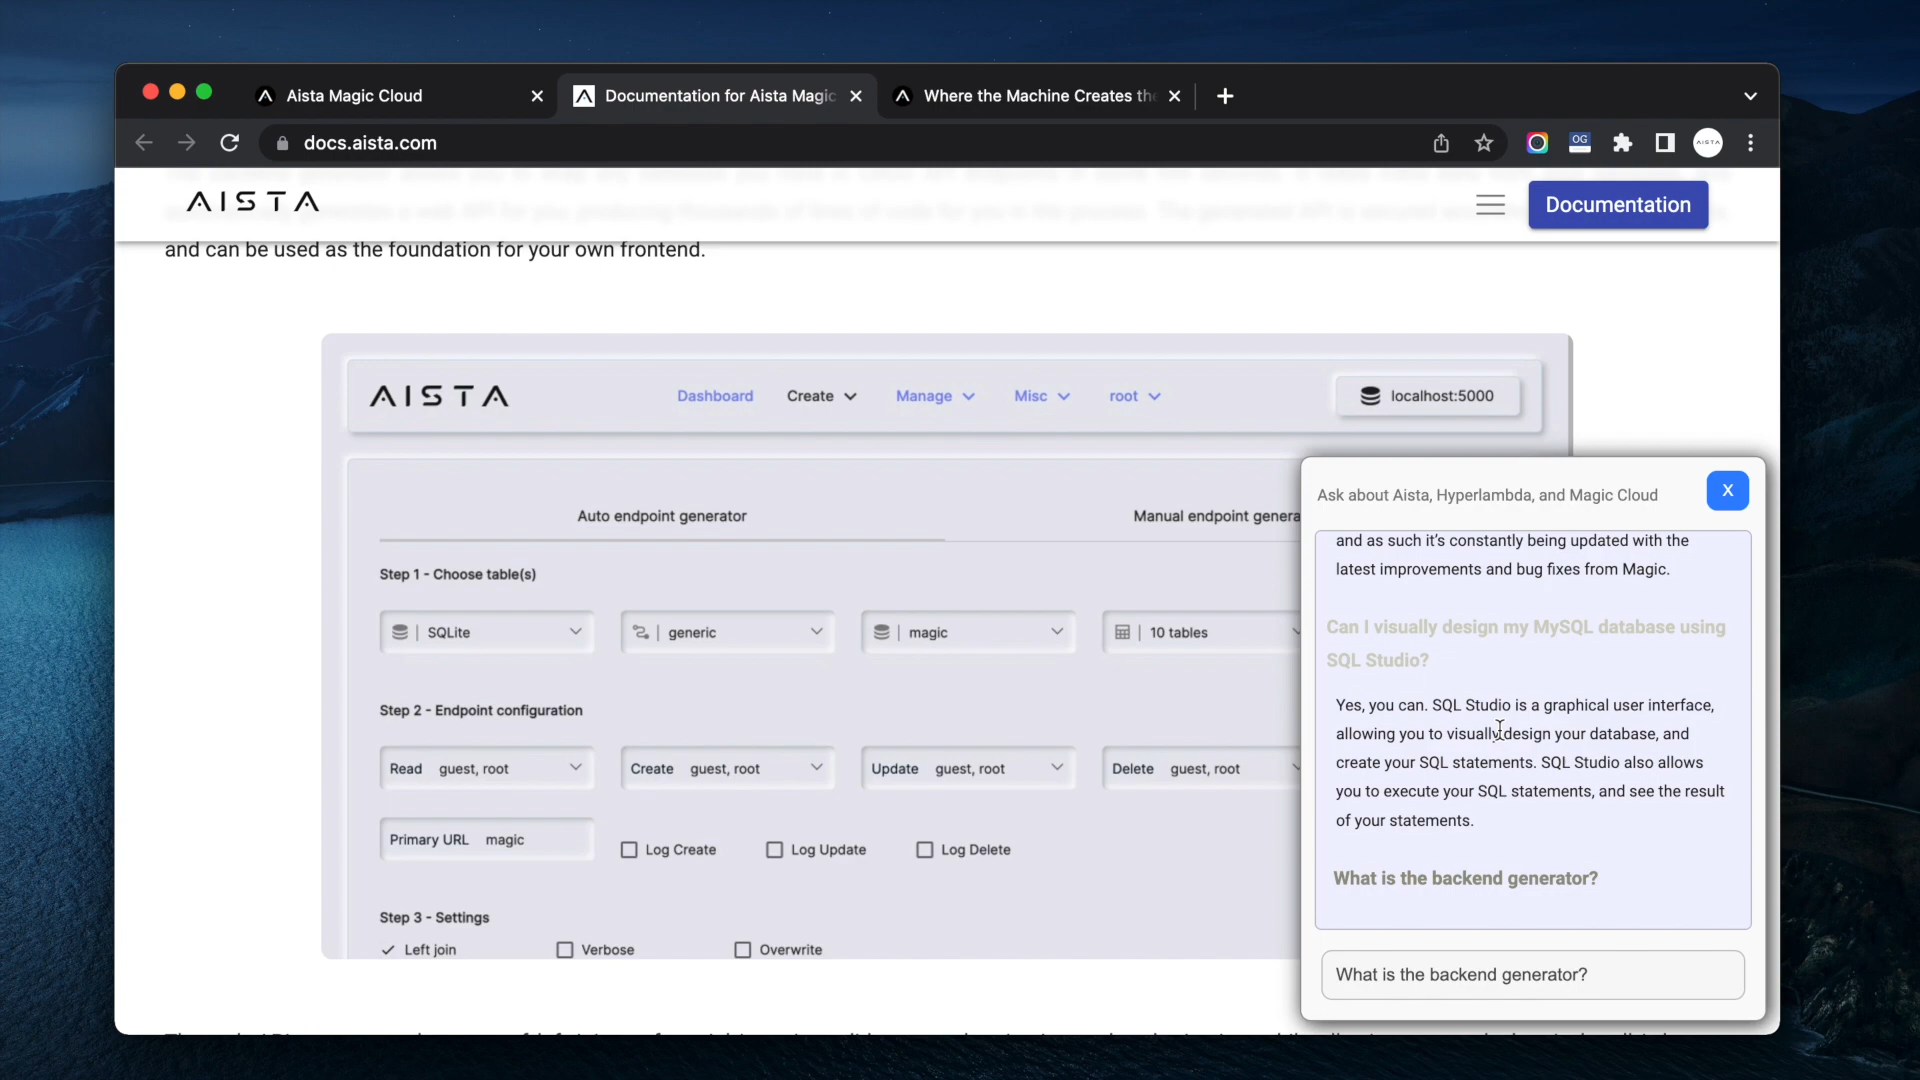 Aista Magic Cloud
Documentation for Aista Magic
Where the Machine Creates the
docs.aista.com
OG
AISTA
AISTA
Documentation
and can be used as the foundation for your own frontend.
AISTA
Dashboard
Create
Manage
Misc
root
localhost:5000
Auto endpoint generator
Manual endpoint genera
Step 1 - Choose table(s)
SQLite
generic
magic
10 tables
Step 2 - Endpoint configuration
Read guest, root
Create guest, root
Update guest, root
Delete guest, root
Primary URL magic
Log Create
Log Update
Log Delete
Step 3 - Settings
Left join
Verbose
Overwrite
Ask about Aista, Hyperlambda, and Magic Cloud
X
and as such it's constantly being updated with the
latest improvements and bug fixes from Magic.
Can I visually design my MySQL database using
SQL Studio?
Yes, you can. SQL Studio is a graphical user interface,
allowing you to visually design your database, and
create your SQL statements. SQL Studio also allows
you to execute your SQL statements, and see the result
of your statements.
What is the backend generator?
What is the backend generator?